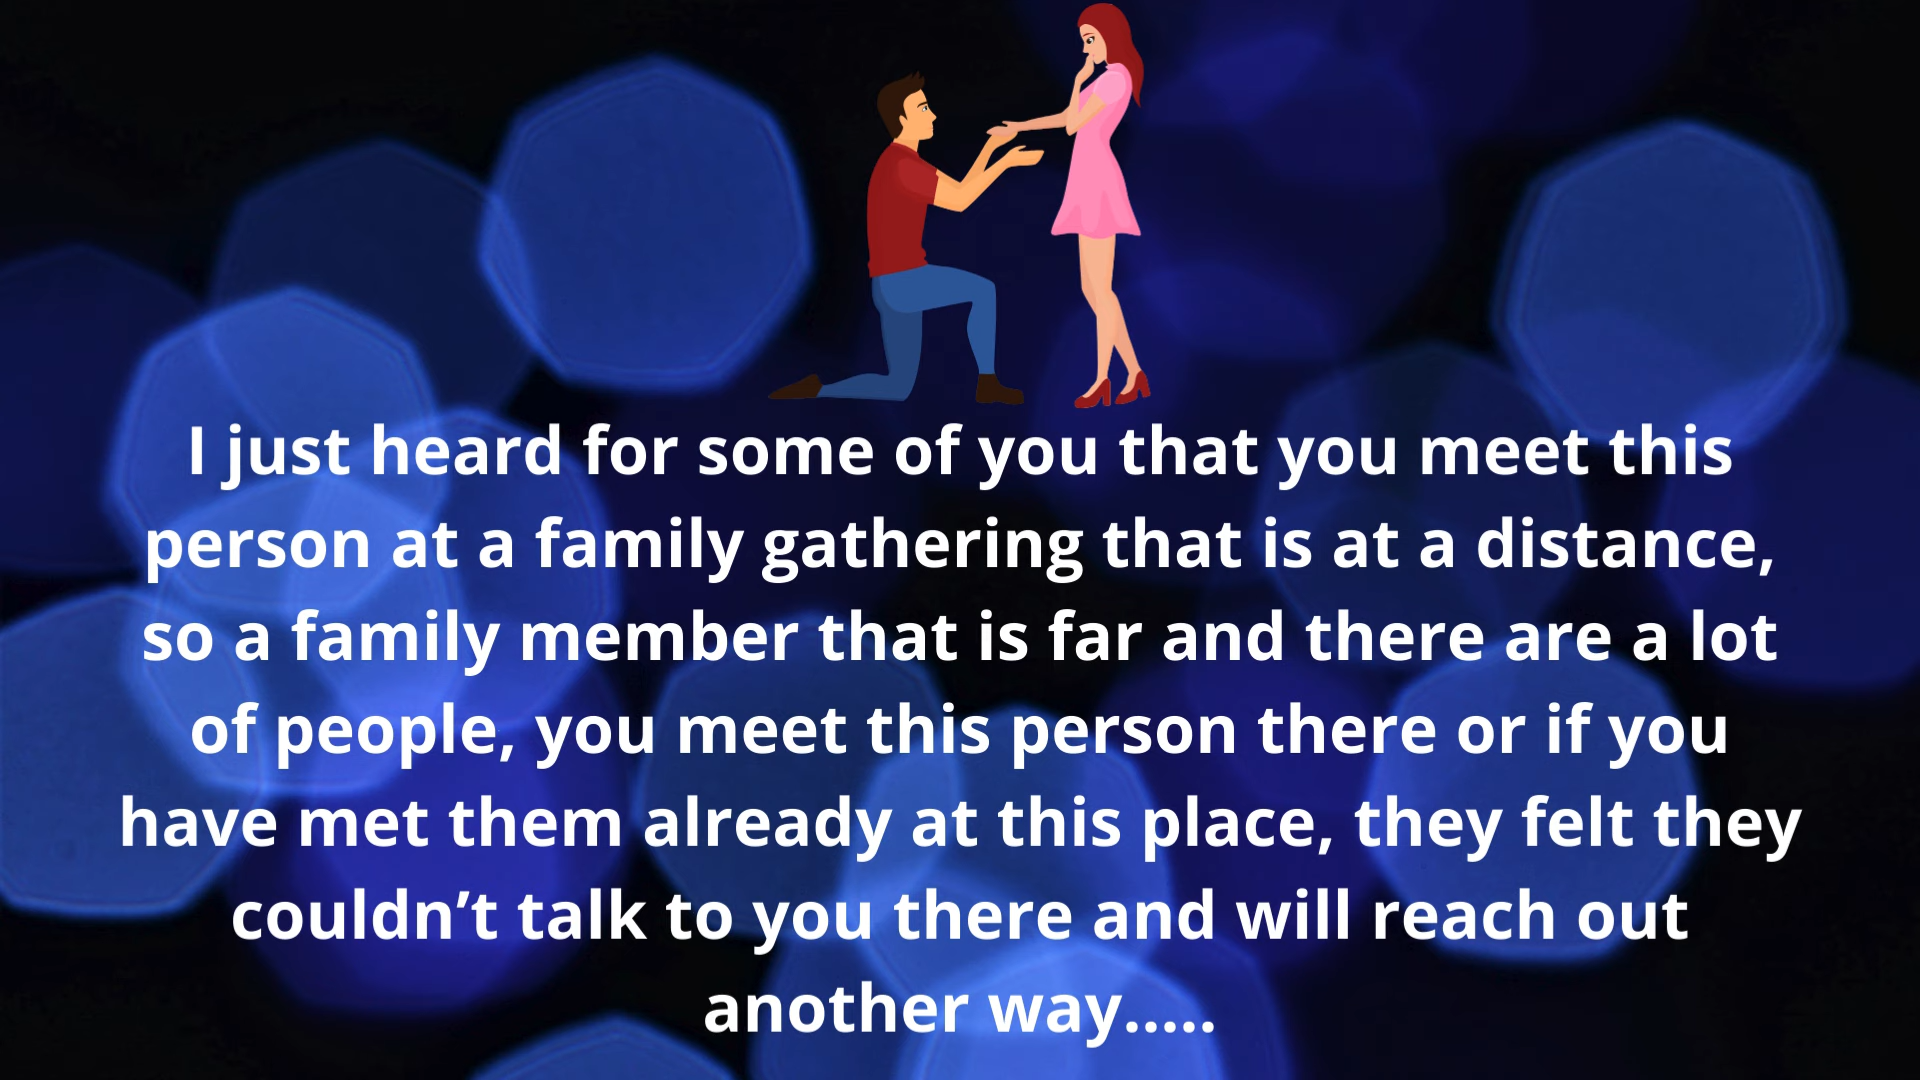 I just heard for some of you that you meet this
person at a family gathering that is at a distance,
so a family member that is far and there are a lot
of people, you meet this person there or if you
have met them already at this place, they felt they
couldn’t talk to you there and will reach out
another way.....